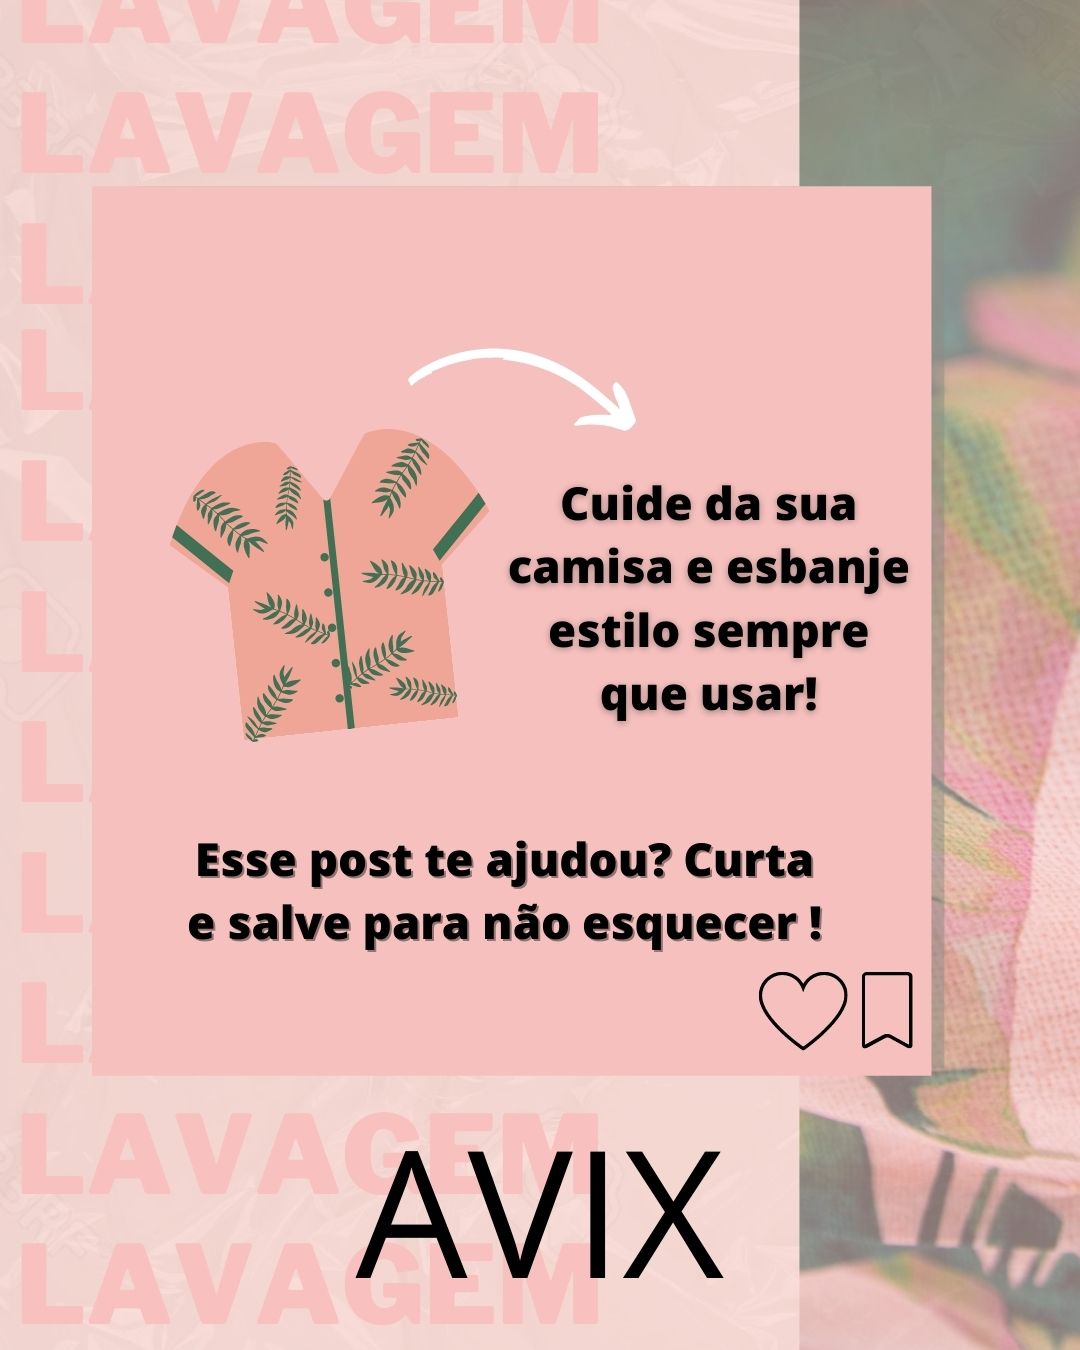 LAVAGEM
LAVAGEM
L
L
L
L
L
L
L
Cuide da sua
camisa e esbanje
estilo sempre
que usar!
Esse post te ajudou? Curta
e salve para não esquecer !
LAVAGEM
AVIX
LAVAGEM